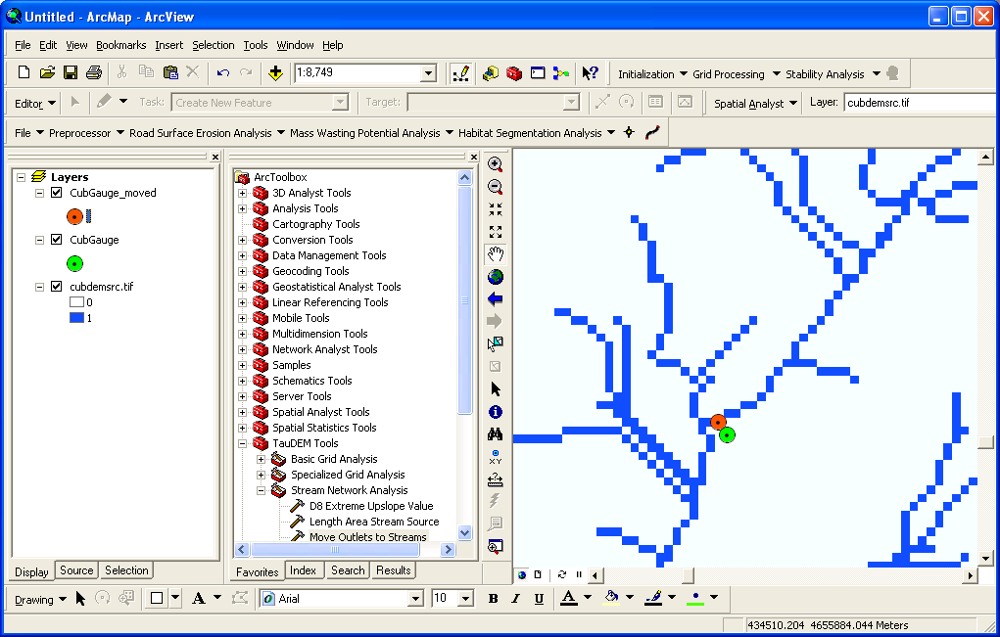 Untitled - ArcMap - ArcView
File Edit View Bookmarks Insert Selection Tools Window Help
1:8,749 Initialization Grid Processing Stability Analysis
Editor Task: Create New Feature Target: Spatial Analyst Layer: cubdemsrc.tif
File Preprocessor Road Surface Erosion Analysis Mass Wasting Potential Analysis Habitat Segmentation Analysis
Layers
CubGauge_moved
CubGauge
cubdemsrc.tif
0
1
Display Source Selection
ArcToolbox
3D Analyst Tools
Analysis Tools
Cartography Tools
Conversion Tools
Data Management Tools
Geocoding Tools
Geostatistical Analyst Tools
Linear Referencing Tools
Mobile Tools
Multidimension Tools
Network Analyst Tools
Samples
Schematics Tools
Server Tools
Spatial Analyst Tools
Spatial Statistics Tools
TauDEM Tools
Basic Grid Analysis
Specialized Grid Analysis
Stream Network Analysis
D8 Extreme Upslope Value
Length Area Stream Source
Move Outlets to Streams
Favorites Index Search Results
XY
Drawing A Arial 10 B I U A
434510.204 4655884.044 Meters